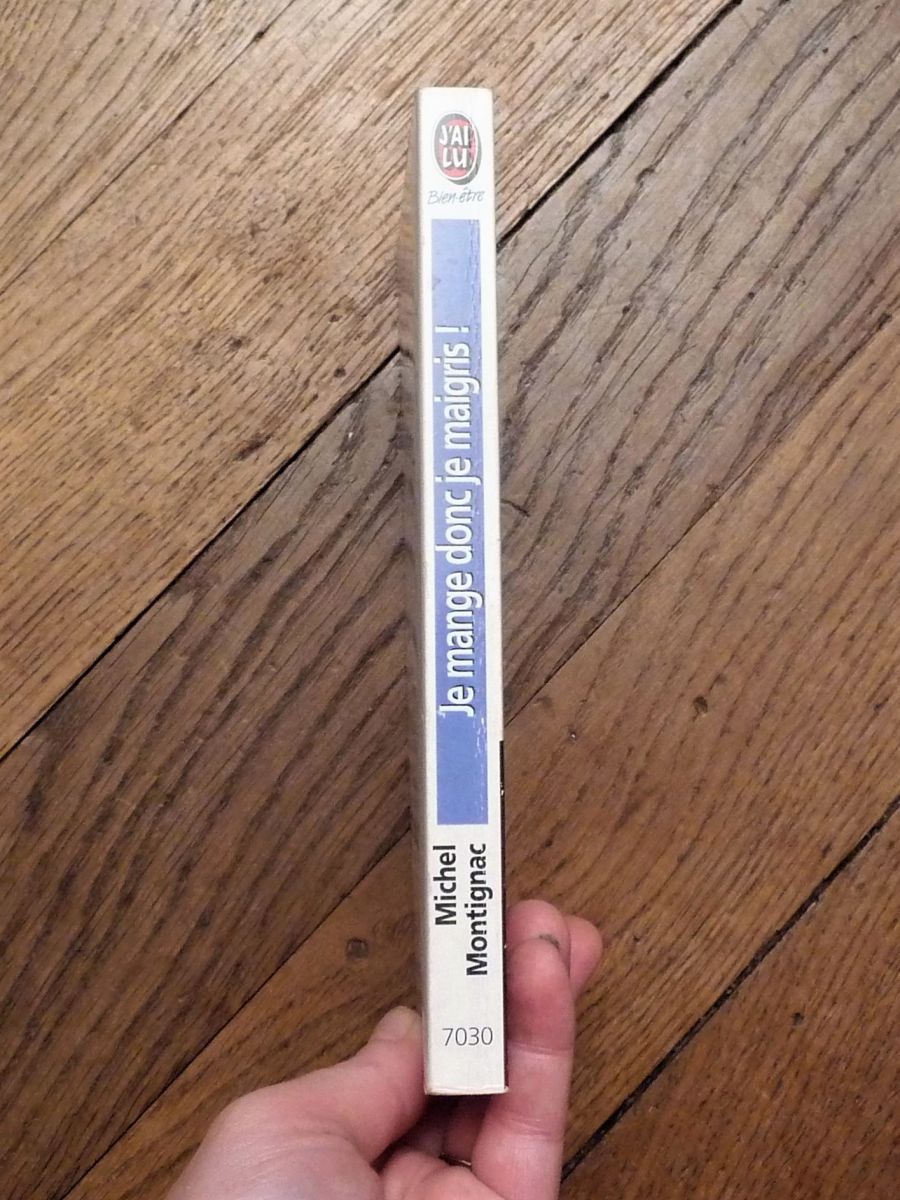 J'AI
LU
Bien-être
Je mange donc je maigris !
Michel
Montignac
7030